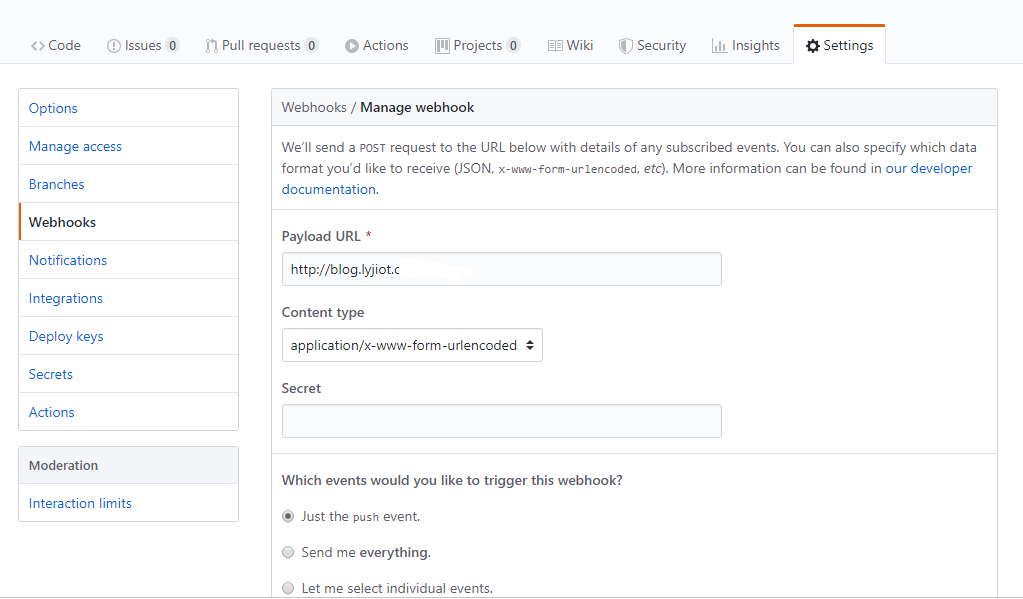 Code Issues 0 Pull requests 0 Actions Projects 0 Wiki Security Insights Settings
Options
Manage access
Branches
Webhooks
Notifications
Integrations
Deploy keys
Secrets
Actions
Moderation
Interaction limits
Webhooks / Manage webhook
We’ll send a POST request to the URL below with details of any subscribed events. You can also specify which data
format you’d like to receive (JSON, x-www-form-urlencoded, etc). More information can be found in our developer
documentation.
Payload URL *
http://blog.lyjiot.c
Content type
application/x-www-form-urlencoded
Secret
Which events would you like to trigger this webhook?
Just the push event.
Send me everything.
Let me select individual events.